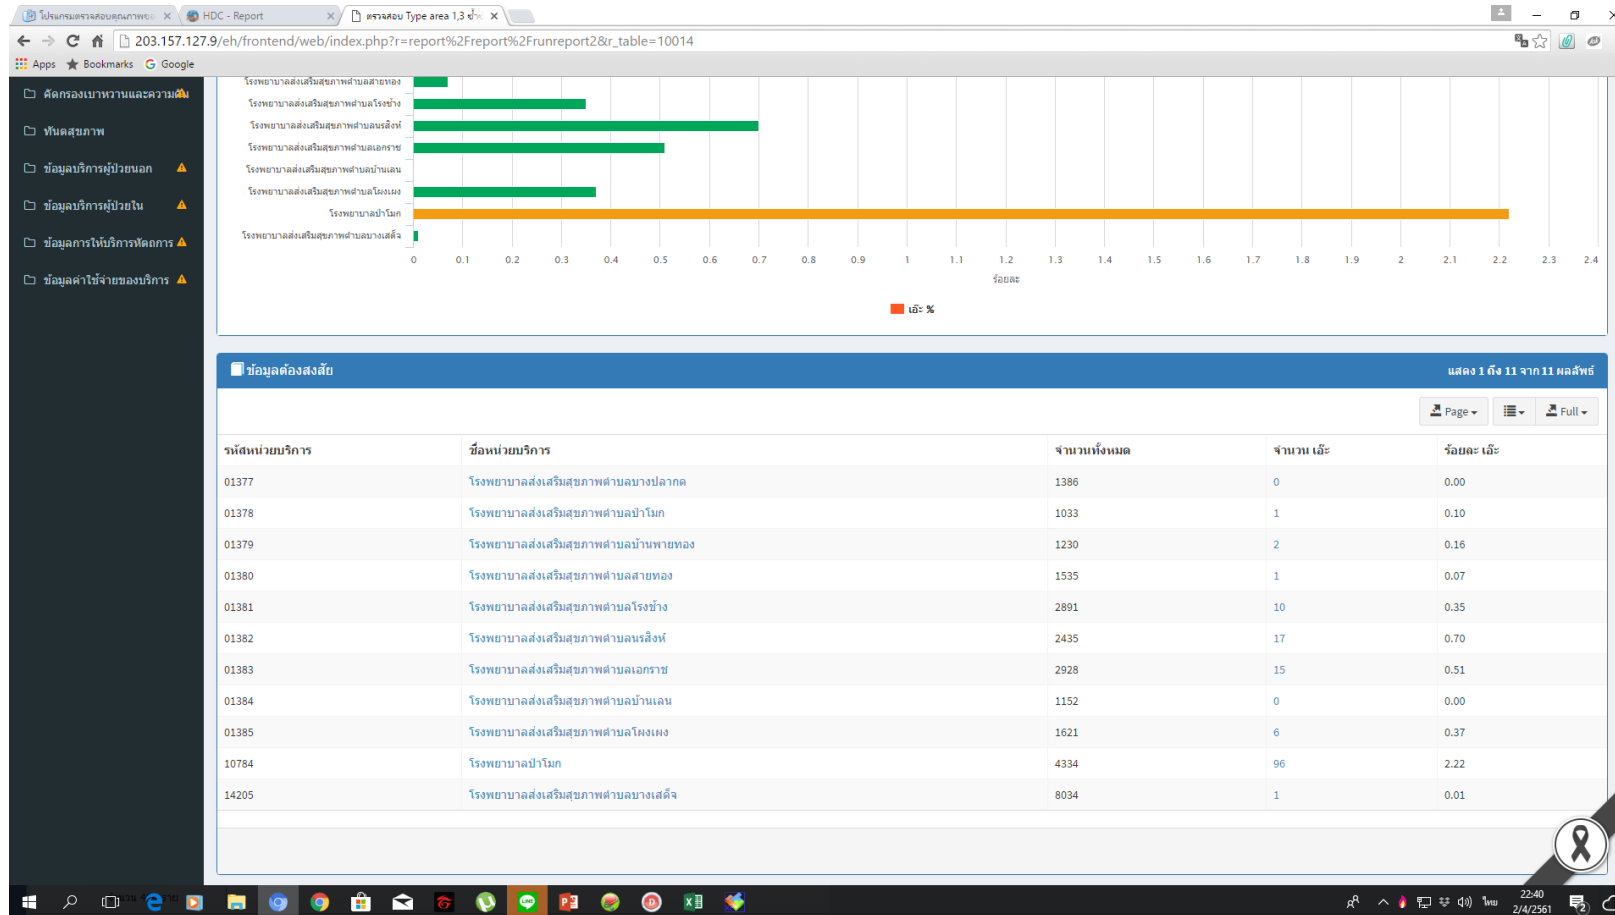 โปรแกรมตรวจสอบคุณภาพของ
HDC - Report
ตรวจสอบ Type area 1,3 ซ้ำ
203.157.127.9/eh/frontend/web/index.php?r=report%2Freport%2Frunreport2&r_table=10014
Apps Bookmarks Google
คัดกรองเบาหวานและความดัน
ทันตสุขภาพ
ข้อมูลบริการผู้ป่วยนอก
ข้อมูลบริการผู้ป่วยใน
ข้อมูลการให้บริการหัตถการ
ข้อมูลค่าใช้จ่ายของบริการ
โรงพยาบาลส่งเสริมสุขภาพตำบลสายทอง
โรงพยาบาลส่งเสริมสุขภาพตำบลโรงช้าง
โรงพยาบาลส่งเสริมสุขภาพตำบลนรสิงห์
โรงพยาบาลส่งเสริมสุขภาพตำบลเอกราช
โรงพยาบาลส่งเสริมสุขภาพตำบลบ้านเลน
โรงพยาบาลส่งเสริมสุขภาพตำบลโผงเผง
โรงพยาบาลป่าโมก
โรงพยาบาลส่งเสริมสุขภาพตำบลบางเสด็จ
0 0.1 0.2 0.3 0.4 0.5 0.6 0.7 0.8 0.9 1 1.1 1.2 1.3 1.4 1.5 1.6 1.7 1.8 1.9 2 2.1 2.2 2.3 2.4
ร้อยละ
เอ๊ะ %
ข้อมูลต้องสงสัย แสดง 1 ถึง 11 จาก 11 ผลลัพธ์
Page Full
รหัสหน่วยบริการ ชื่อหน่วยบริการ จำนวนทั้งหมด จำนวน เอ๊ะ ร้อยละ เอ๊ะ
01377 โรงพยาบาลส่งเสริมสุขภาพตำบลบางปลากด 1386 0 0.00
01378 โรงพยาบาลส่งเสริมสุขภาพตำบลป่าโมก 1033 1 0.10
01379 โรงพยาบาลส่งเสริมสุขภาพตำบลบ้านพายทอง 1230 2 0.16
01380 โรงพยาบาลส่งเสริมสุขภาพตำบลสายทอง 1535 1 0.07
01381 โรงพยาบาลส่งเสริมสุขภาพตำบลโรงช้าง 2891 10 0.35
01382 โรงพยาบาลส่งเสริมสุขภาพตำบลนรสิงห์ 2435 17 0.70
01383 โรงพยาบาลส่งเสริมสุขภาพตำบลเอกราช 2928 15 0.51
01384 โรงพยาบาลส่งเสริมสุขภาพตำบลบ้านเลน 1152 0 0.00
01385 โรงพยาบาลส่งเสริมสุขภาพตำบลโผงเผง 1621 6 0.37
10784 โรงพยาบาลป่าโมก 4334 96 2.22
14205 โรงพยาบาลส่งเสริมสุขภาพตำบลบางเสด็จ 8034 1 0.01
ไทย
22:40
2/4/2561